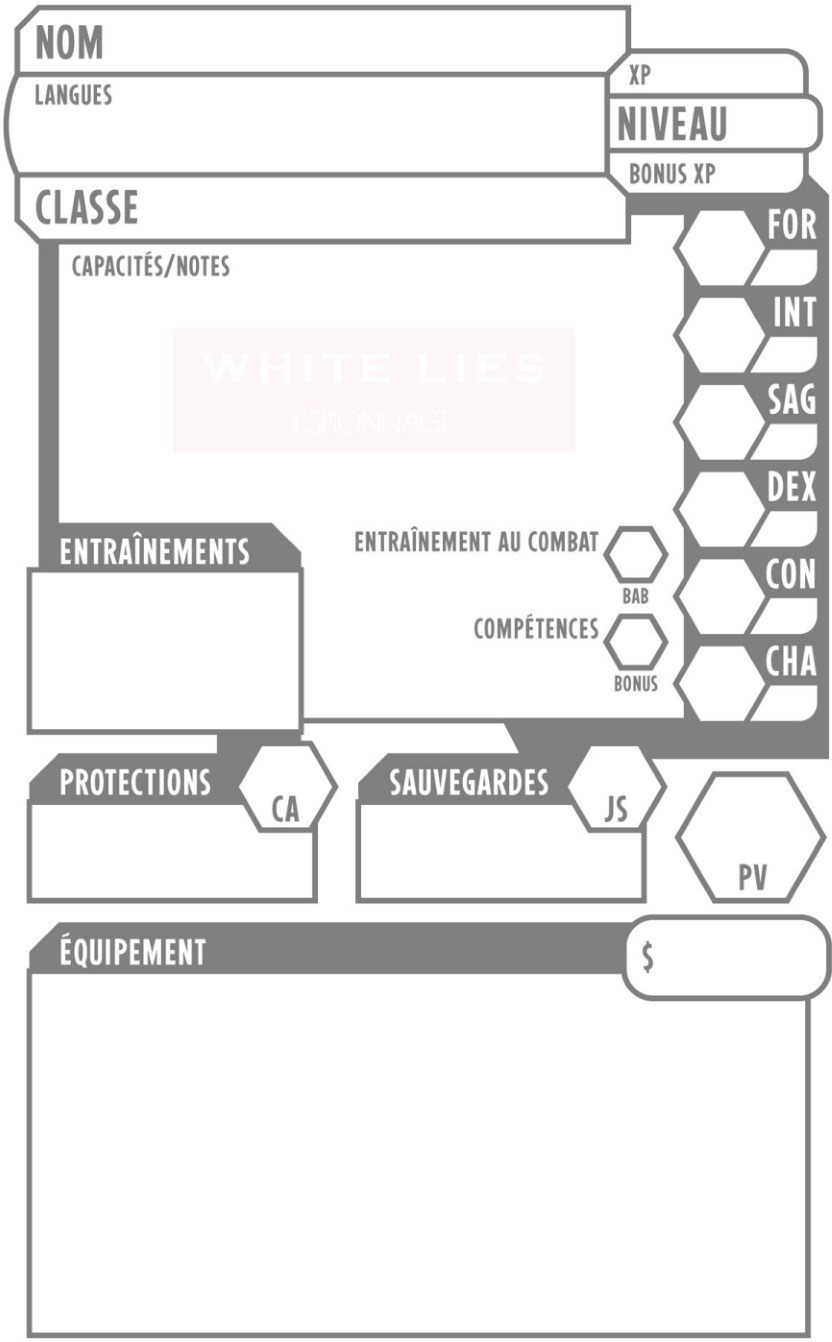 NOM
LANGUES
XP
NIVEAU
BONUS XP
CLASSE
CAPACITÉS/NOTES
FOR
INT
WHITE LIES
ESPIONNAGE
SAG
DEX
ENTRAÎNEMENTS
ENTRAÎNEMENT AU COMBAT
BAB
CON
COMPÉTENCES
BONUS
CHA
PROTECTIONS
CA
SAUVEGARDES
JS
PV
ÉQUIPEMENT
$